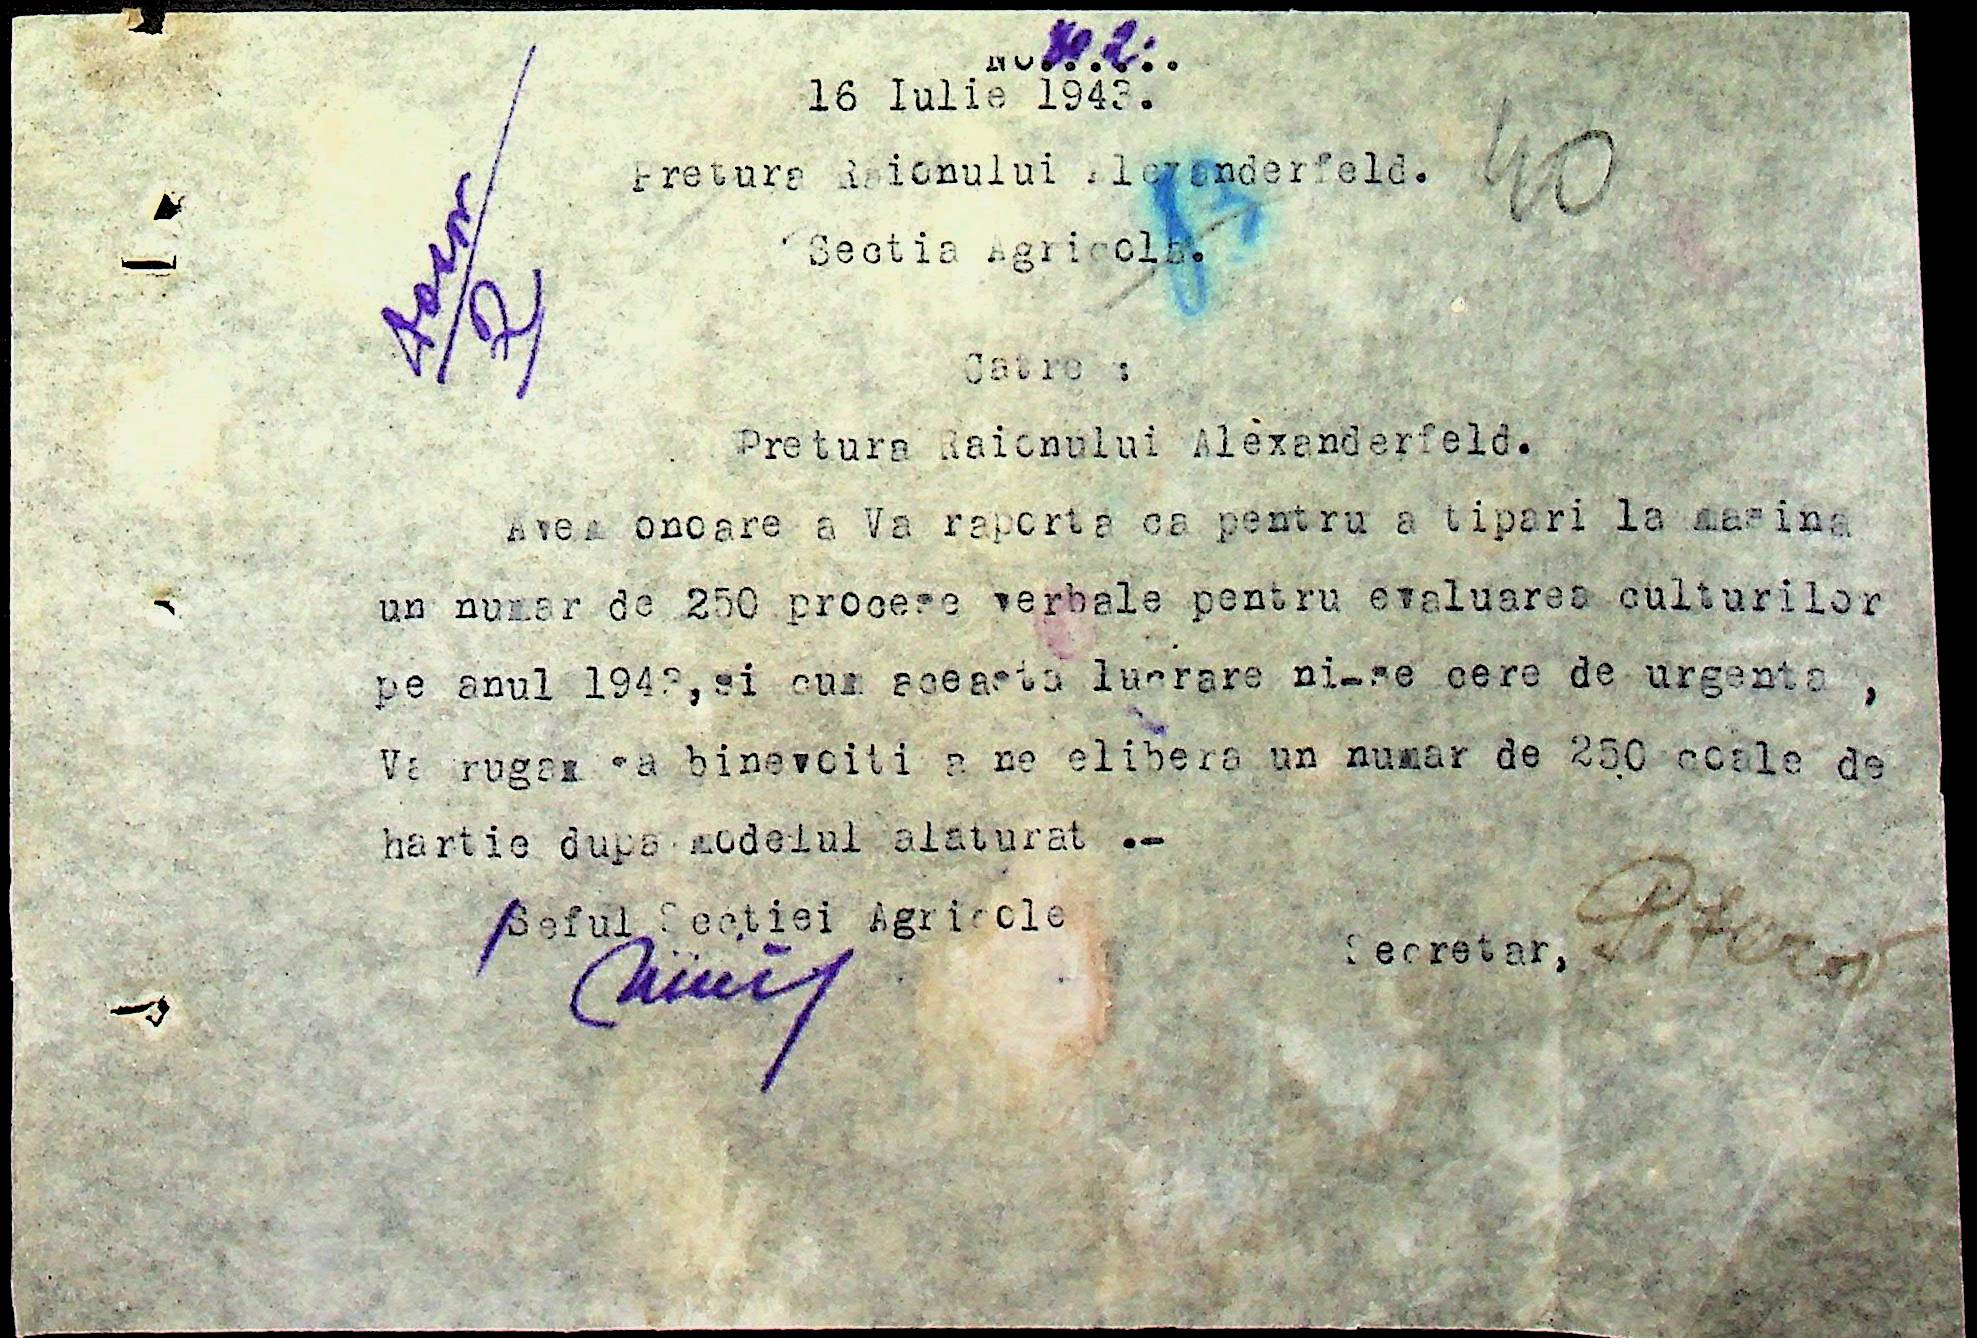 No......
16 Iulie 1943.
40
Pretura Raionului Alexanderfeld.
Sectia Agricola.
Catre :
Pretura Raionului Alexanderfeld.
Avem onoare a Va raporta ca pentru a tipari la masina
un numar de 250 procese verbale pentru evaluarea culturilor
pe anul 1943,si cum aceasta lucrare ni-se cere de urgenta ,
Va rugam sa binevoiti a ne elibera un numar de 250 coale de
hartie dupa modelul alaturat .-
Seful Sectiei Agricole
Secretar,